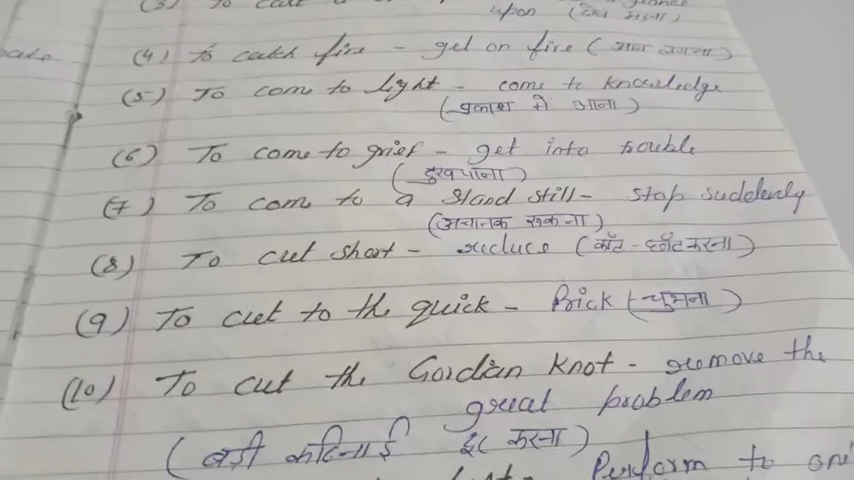 (3) To call a
upon (देख
(4) To catch fire - get on fire (आग लगना)
(5) To come to light - come to knowledge
(प्रकाश में आना)
(6) To come to grief - get into trouble
(दुख पाना)
(7) To come to a stand still - stop suddenly
(अचानक रुकना)
(8) To cut short - reduce (काँट - छाँट करना)
(9) To cut to the quick - Prick (चुभना)
(10) To cut the Gordian knot - remove the
great problem
(बड़ी कठिनाई दूर करना)
Perform to